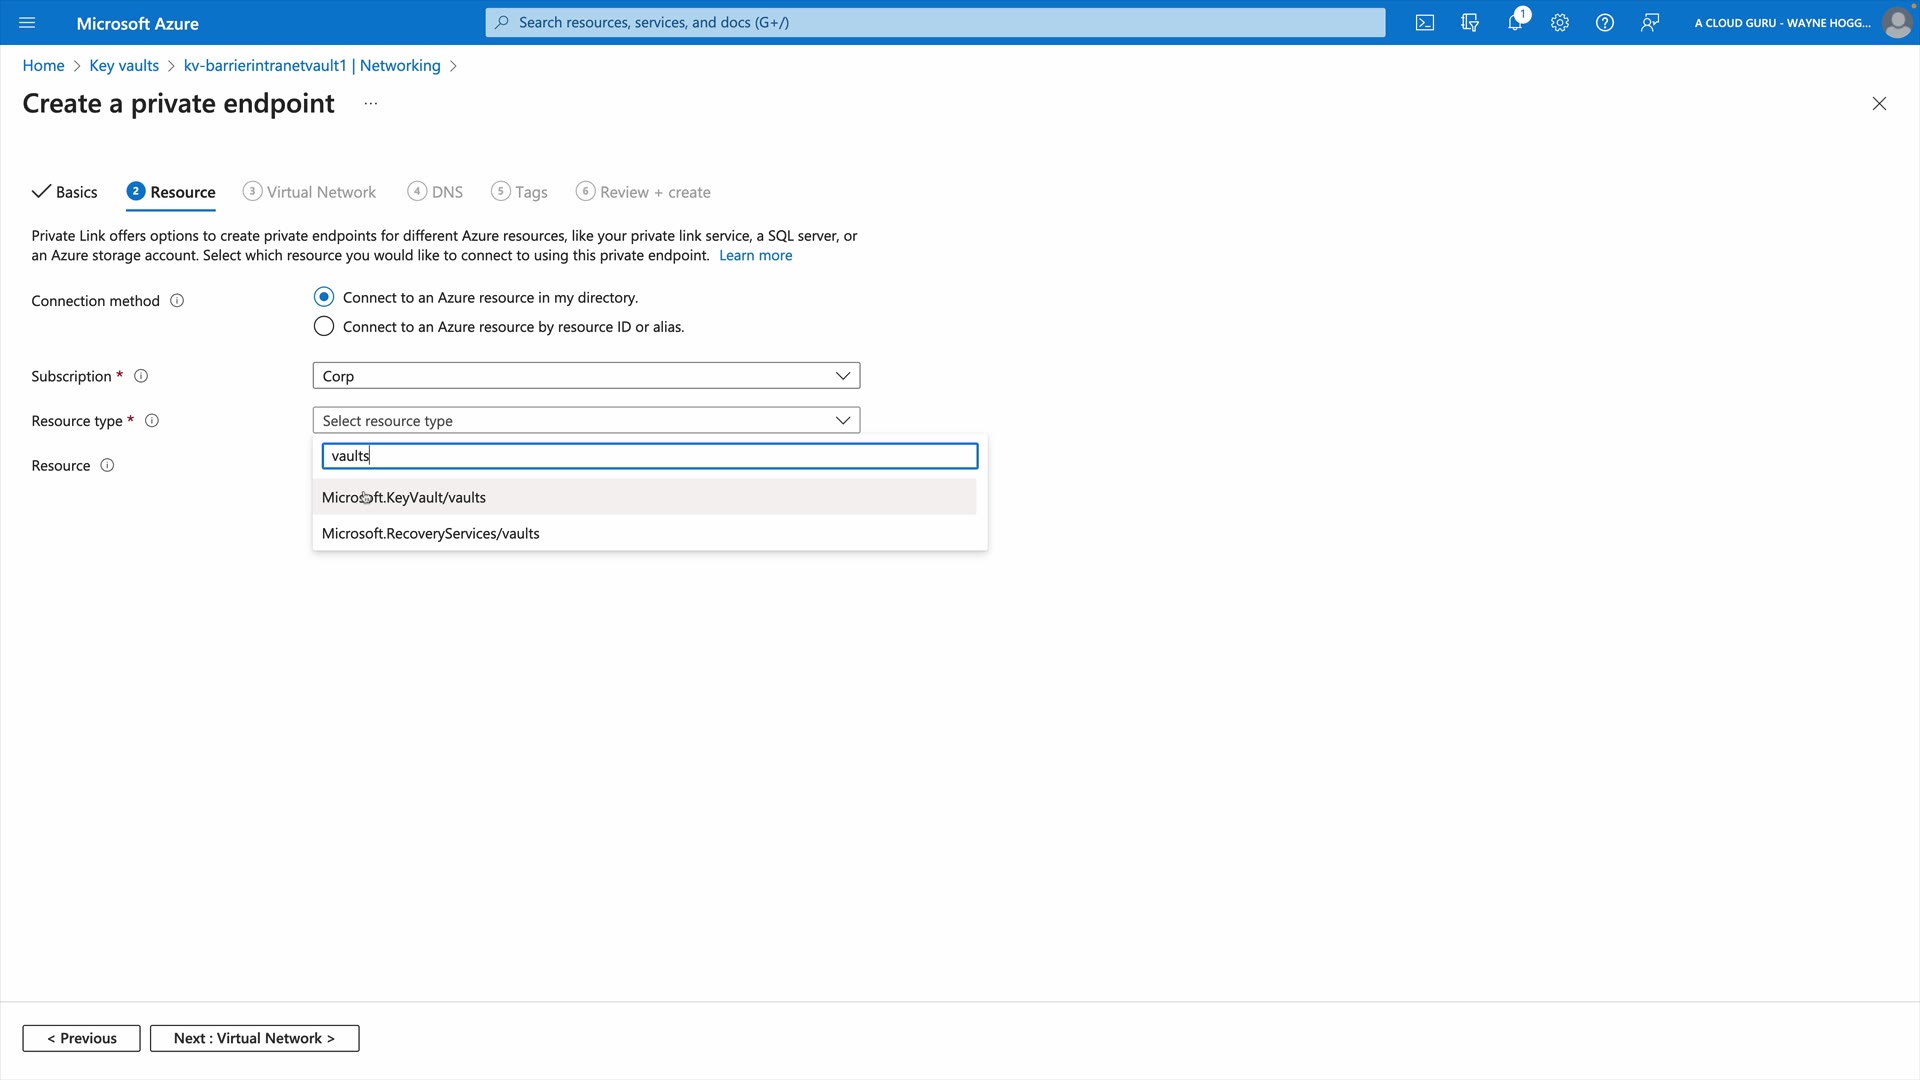 Microsoft Azure
Search resources, services, and docs (G+/)
1
A CLOUD GURU - WAYNE HOGG...
Home > Key vaults > kv-barrierintranetvault1 | Networking >
Create a private endpoint ...
Basics
2 Resource
3 Virtual Network
4 DNS
5 Tags
6 Review + create
Private Link offers options to create private endpoints for different Azure resources, like your private link service, a SQL server, or
an Azure storage account. Select which resource you would like to connect to using this private endpoint. Learn more
Connection method
Connect to an Azure resource in my directory.
Connect to an Azure resource by resource ID or alias.
Subscription *
Corp
Resource type *
Select resource type
vaults
Resource
Microsoft.KeyVault/vaults
Microsoft.RecoveryServices/vaults
< Previous
Next : Virtual Network >